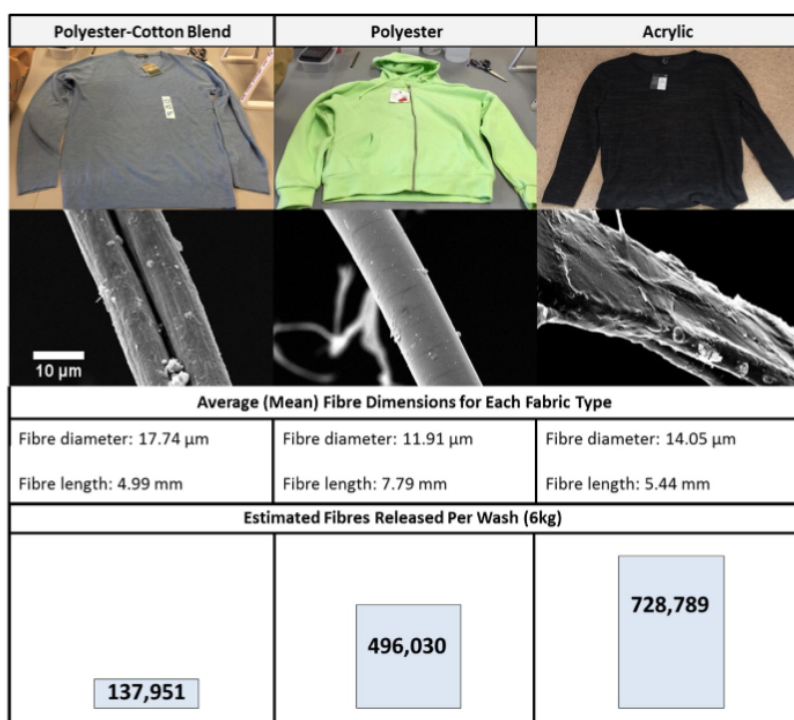 Polyester-Cotton Blend
Polyester
Acrylic
10 µm
Average (Mean) Fibre Dimensions for Each Fabric Type
Fibre diameter: 17.74 µm
Fibre length: 4.99 mm
Fibre diameter: 11.91 µm
Fibre length: 7.79 mm
Fibre diameter: 14.05 µm
Fibre length: 5.44 mm
Estimated Fibres Released Per Wash (6kg)
137,951
496,030
728,789